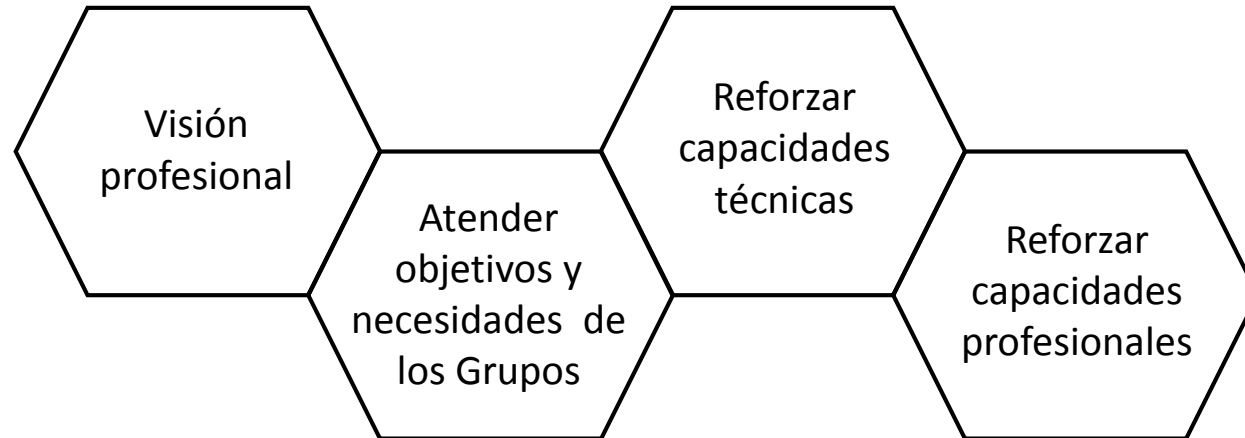 Visión
profesional
Atender
objetivos y
necesidades de
los Grupos
Reforzar
capacidades
técnicas
Reforzar
capacidades
profesionales